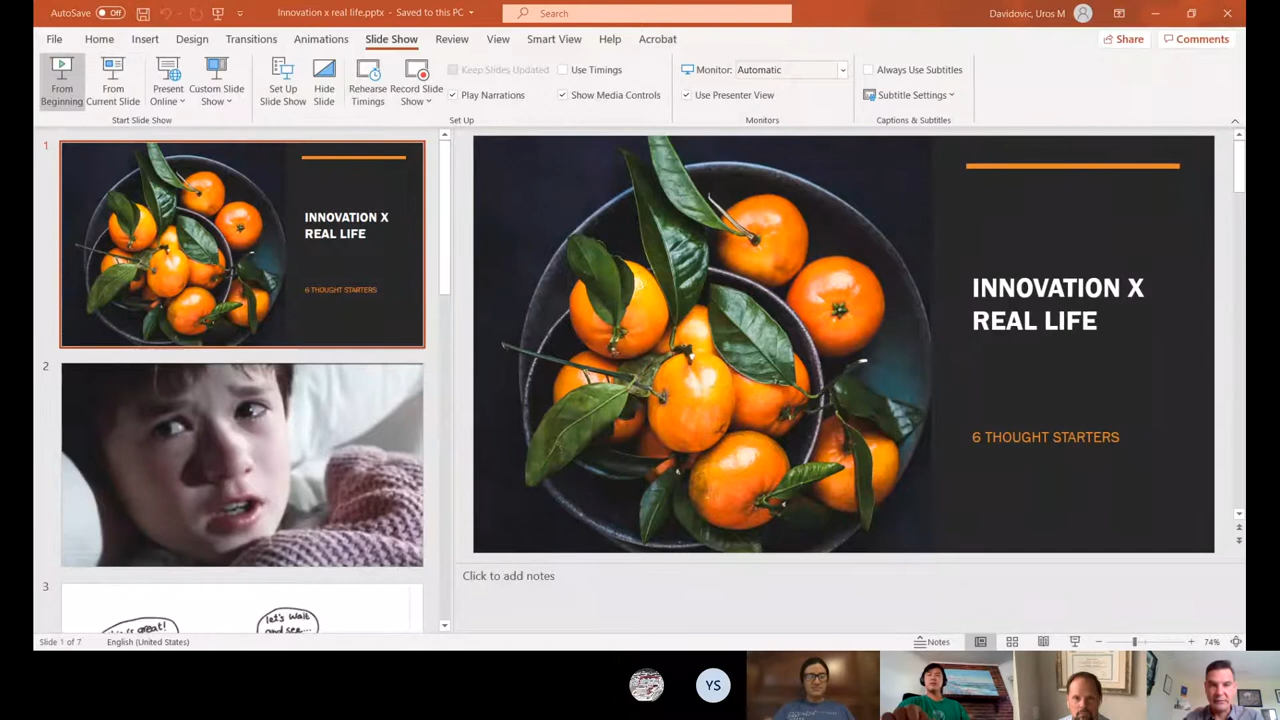 AutoSave Off
Innovation x real life.pptx - Saved to this PC
Search
Davidovic, Uros M
File Home Insert Design Transitions Animations Slide Show Review View Smart View Help Acrobat
Share Comments
From Beginning
From Current Slide
Present Online
Custom Slide Show
Start Slide Show
Set Up Slide Show
Hide Slide
Rehearse Timings
Record Slide Show
Keep Slides Updated
Play Narrations
Use Timings
Show Media Controls
Set Up
Monitor: Automatic
Use Presenter View
Monitors
Always Use Subtitles
Subtitle Settings
Captions & Subtitles
1
INNOVATION X
REAL LIFE
6 THOUGHT STARTERS
2
3
great!
let's wait
and see...
INNOVATION X
REAL LIFE
6 THOUGHT STARTERS
Click to add notes
Slide 1 of 7 English (United States)
Notes
74%
YS